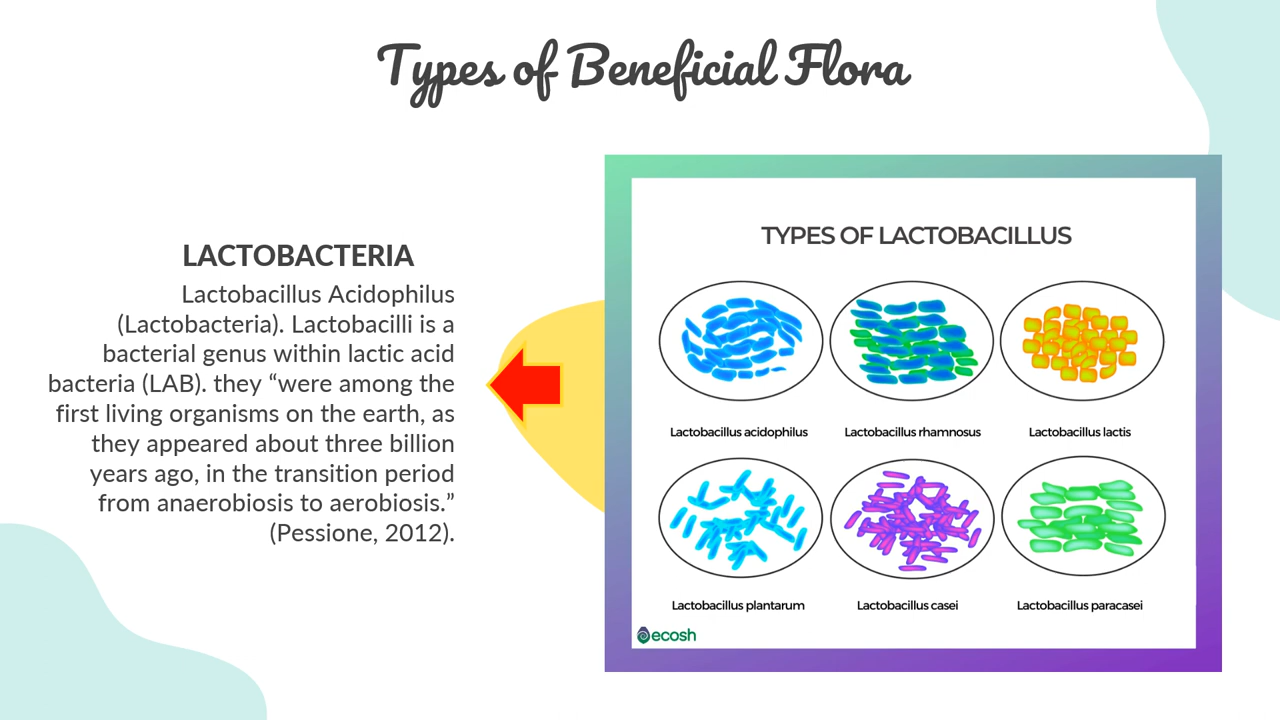 Types of Beneficial Flora
LACTOBACTERIA
Lactobacillus Acidophilus
(Lactobacteria). Lactobacilli is a
bacterial genus within lactic acid
bacteria (LAB). they “were among the
first living organisms on the earth, as
they appeared about three billion
years ago, in the transition period
from anaerobiosis to aerobiosis.”
(Pessione, 2012).
TYPES OF LACTOBACILLUS
Lactobacillus acidophilus
Lactobacillus rhamnosus
Lactobacillus lactis
Lactobacillus plantarum
Lactobacillus casei
Lactobacillus paracasei
ecosh